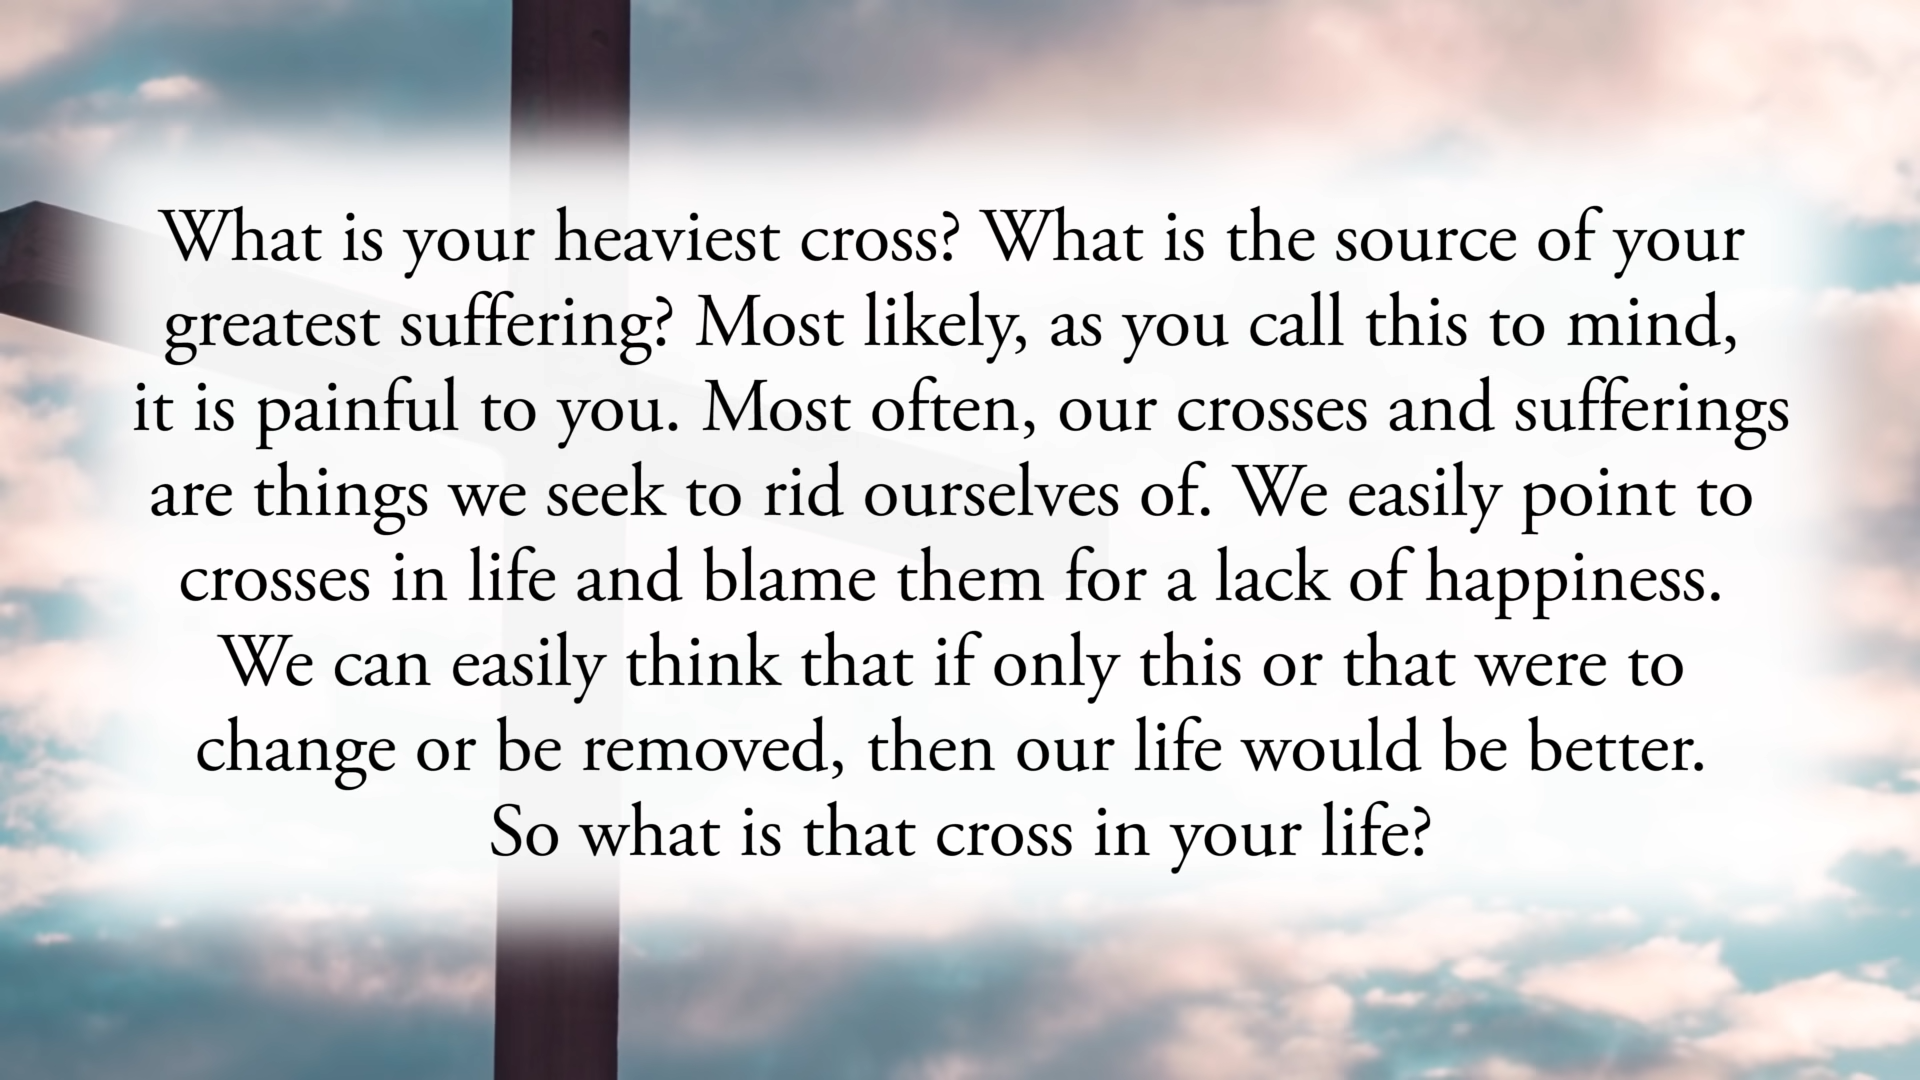 What is your heaviest cross? What is the source of your
greatest suffering? Most likely, as you call this to mind,
it is painful to you. Most often, our crosses and sufferings
are things we seek to rid ourselves of. We easily point to
crosses in life and blame them for a lack of happiness.
We can easily think that if only this or that were to
change or be removed, then our life would be better.
So what is that cross in your life?